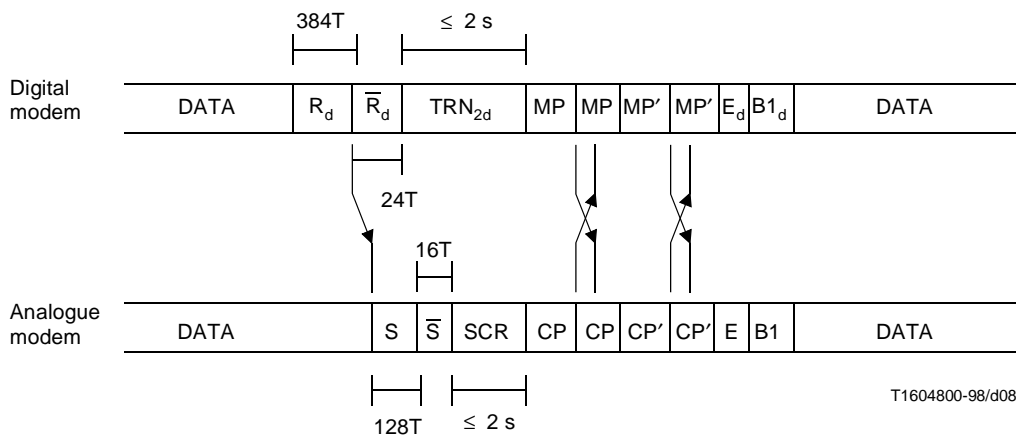 384T
≤ 2 s
Digital modem
DATA R_d R̅_d TRN_2d MP MP MP′ MP′ E_d B1_d DATA
24T
16T
Analogue modem
DATA S S̅ SCR CP CP CP′ CP′ E B1 DATA
128T
≤ 2 s
T1604800-98/d08